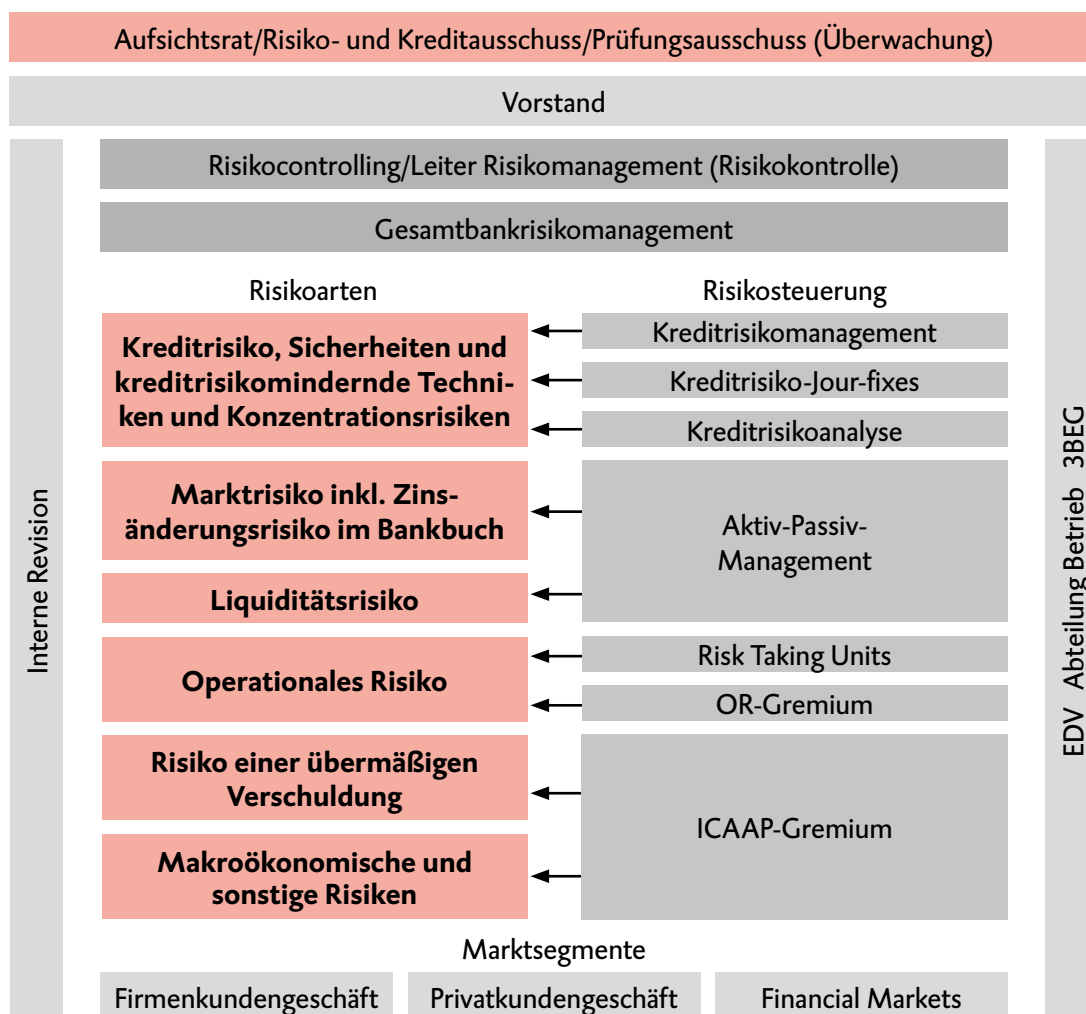 Aufsichtsrat/Risiko- und Kreditausschuss/Prüfungsausschuss (Überwachung)
Vorstand
Risikocontrolling/Leiter Risikomanagement (Risikokontrolle)
Gesamtbankrisikomanagement
Risikoarten
Risikosteuerung
Kreditrisiko, Sicherheiten und
kreditrisikomindernde Techni-
ken und Konzentrationsrisiken
Kreditrisikomanagement
Kreditrisiko-Jour-fixes
Kreditrisikoanalyse
Marktrisiko inkl. Zins-
änderungsrisiko im Bankbuch
Liquiditätsrisiko
Aktiv-Passiv-
Management
Operationales Risiko
Risk Taking Units
OR-Gremium
Risiko einer übermäßigen
Verschuldung
Makroökonomische und
sonstige Risiken
ICAAP-Gremium
Interne Revision
EDV Abteilung Betrieb 3BEG
Marktsegmente
Firmenkundengeschäft
Privatkundengeschäft
Financial Markets